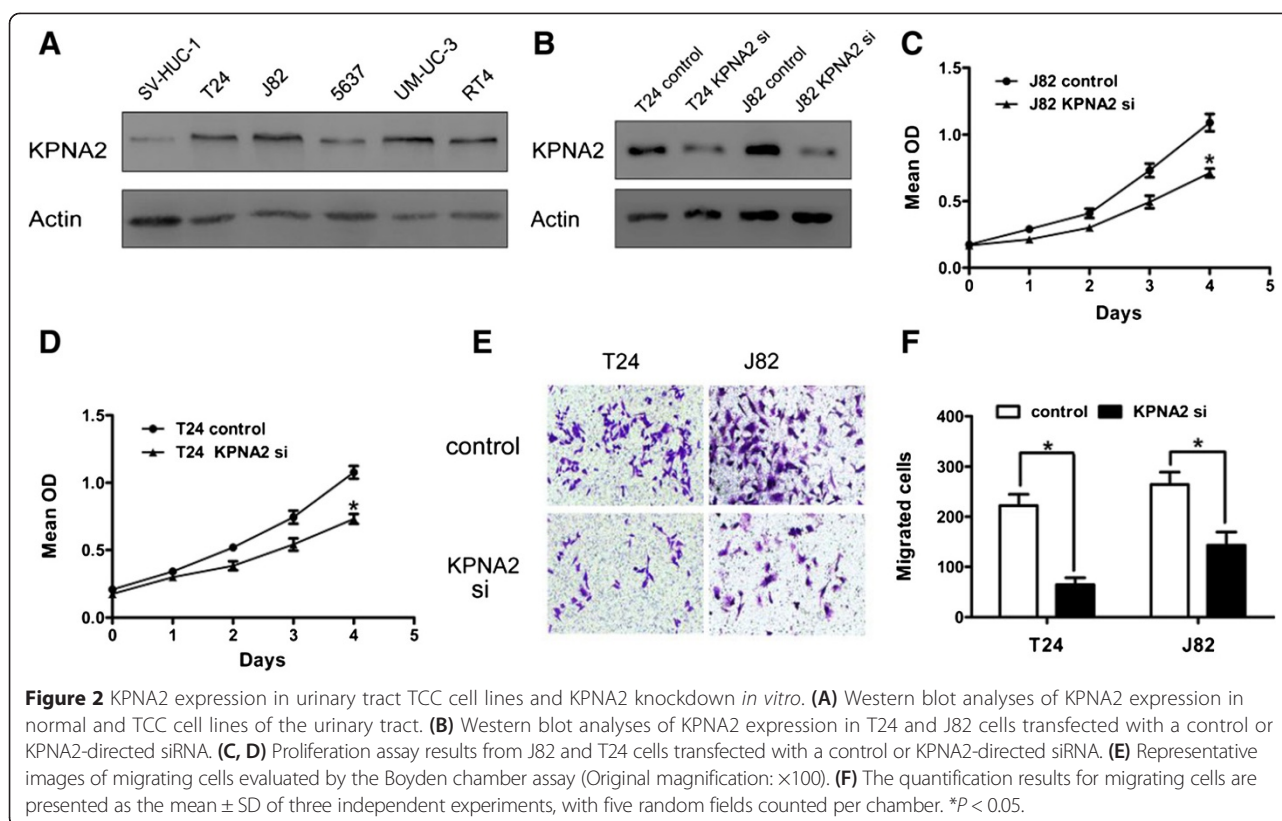 A
SV-HUC-1 T24 J82 5637 UM-UC-3 RT4
KPNA2
Actin
B
T24 control T24 KPNA2 si J82 control J82 KPNA2 si
KPNA2
Actin
C
J82 control
J82 KPNA2 si
Mean OD
1.5
1.0
0.5
0.0
*
0 1 2 3 4 5
Days
D
T24 control
T24 KPNA2 si
Mean OD
1.5
1.0
0.5
0.0
*
0 1 2 3 4 5
Days
E
T24 J82
control
KPNA2
si
F
control KPNA2 si
Migrated cells
400
300
200
100
0
* *
T24 J82
Figure 2 KPNA2 expression in urinary tract TCC cell lines and KPNA2 knockdown in vitro. (A) Western blot analyses of KPNA2 expression in
normal and TCC cell lines of the urinary tract. (B) Western blot analyses of KPNA2 expression in T24 and J82 cells transfected with a control or
KPNA2-directed siRNA. (C, D) Proliferation assay results from J82 and T24 cells transfected with a control or KPNA2-directed siRNA. (E) Representative
images of migrating cells evaluated by the Boyden chamber assay (Original magnification: ×100). (F) The quantification results for migrating cells are
presented as the mean ± SD of three independent experiments, with five random fields counted per chamber. *P < 0.05.